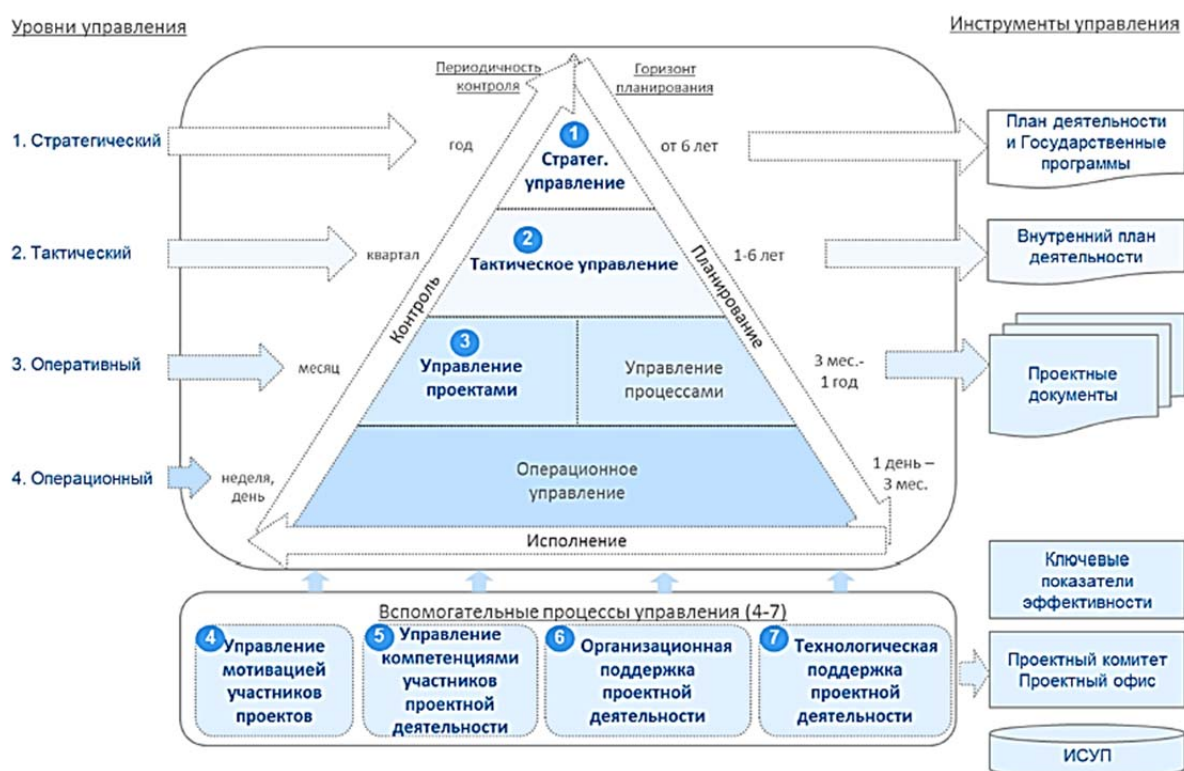 Уровни управления
Инструменты управления
Периодичность
контроля
Горизонт
планирования
1. Стратегический
год
1
Стратег.
управление
от 6 лет
План деятельности
и Государственные
программы
2. Тактический
квартал
2
Тактическое управление
1-6 лет
Внутренний план
деятельности
Контроль
Планирование
3. Оперативный
месяц
3
Управление
проектами
Управление
процессами
3 мес.-
1 год
Проектные
документы
4. Операционный
неделя,
день
Операционное
управление
1 день –
3 мес.
Исполнение
Вспомогательные процессы управления (4-7)
4
Управление
мотивацией
участников
проектов
5
Управление
компетенциями
участников
проектной
деятельности
6
Организационная
поддержка
проектной
деятельности
7
Технологическая
поддержка
проектной
деятельности
Ключевые
показатели
эффективности
Проектный комитет
Проектный офис
ИСУП